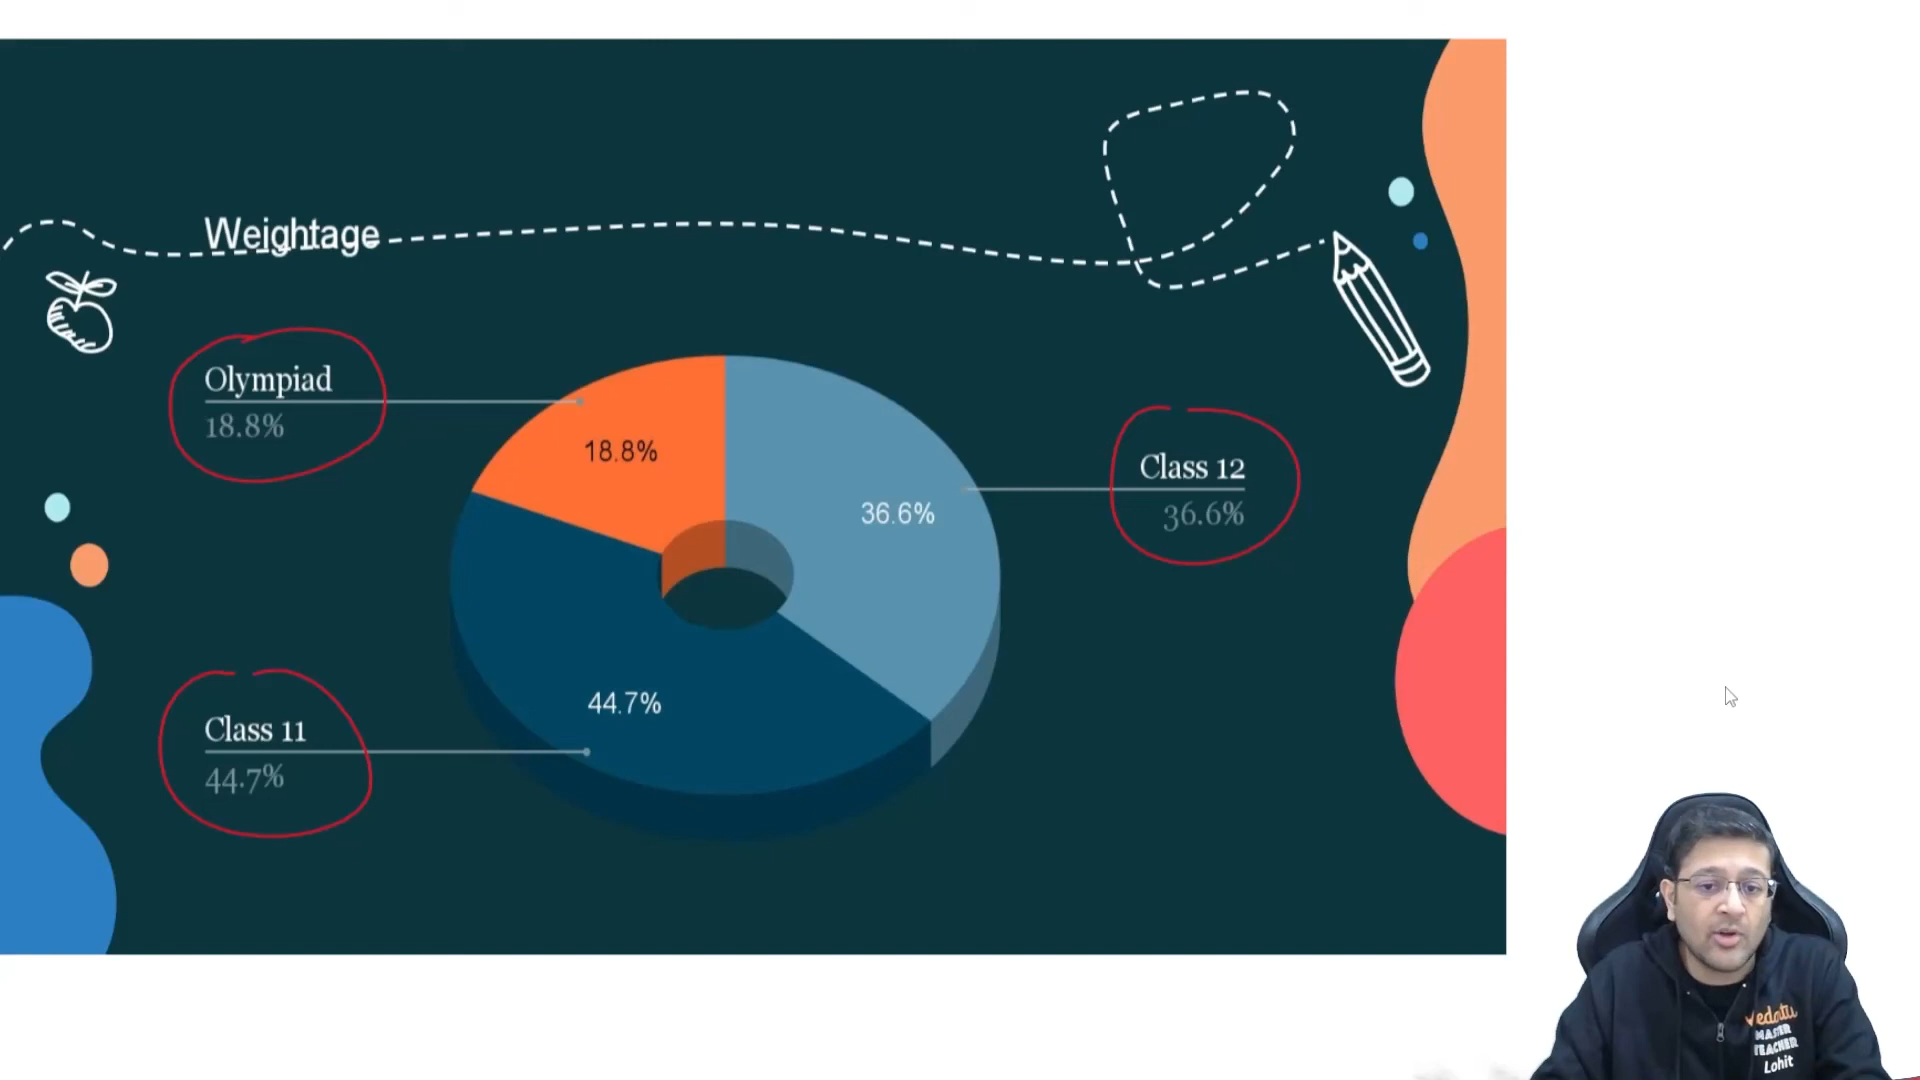 Weightage
Olympiad
18.8%
18.8%
Class 12
36.6%
36.6%
44.7%
Class 11
44.7%
Vedantu
MASTER
TEACHER
Lohit